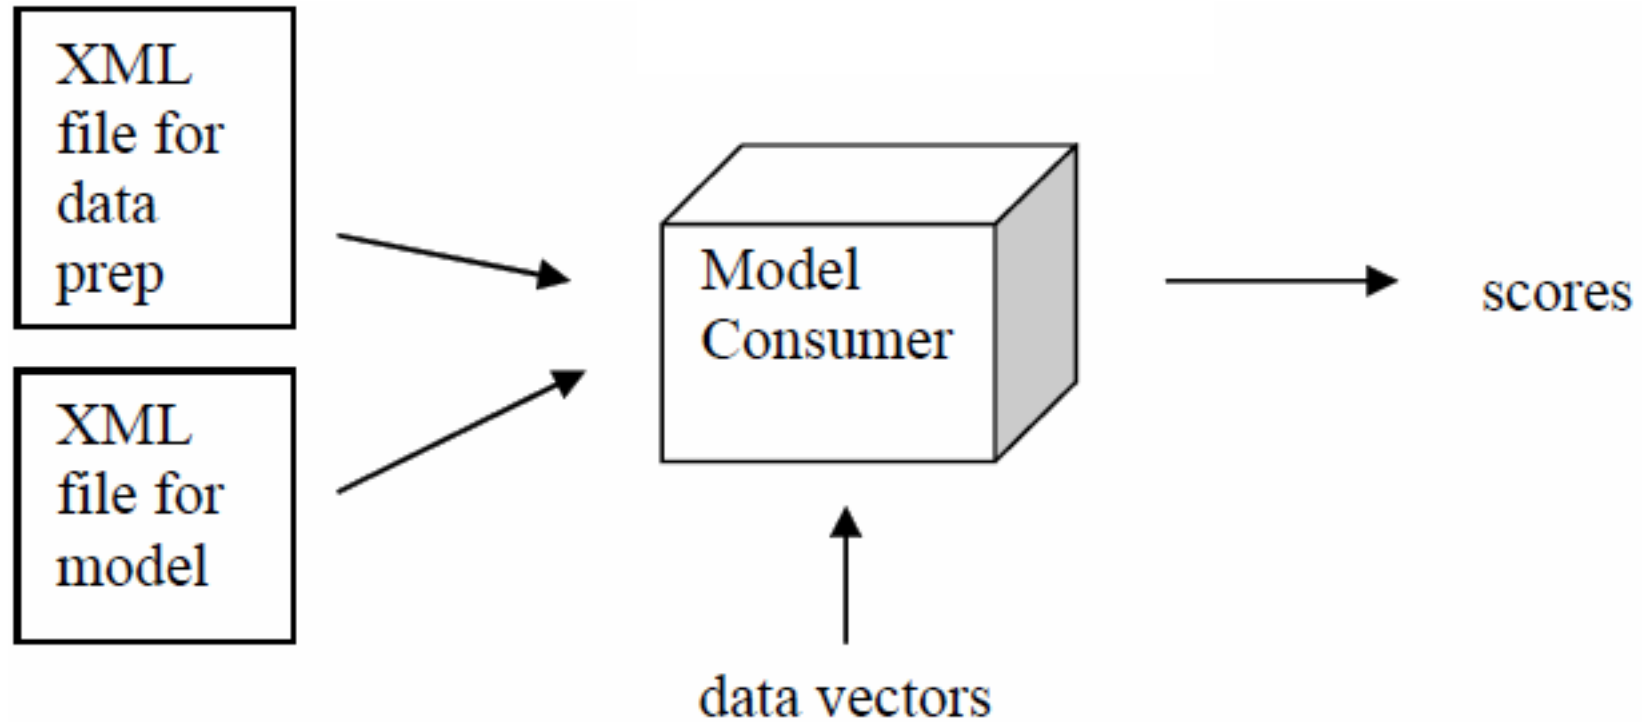 XML
file for
data
prep
XML
file for
model
Model
Consumer
scores
data vectors